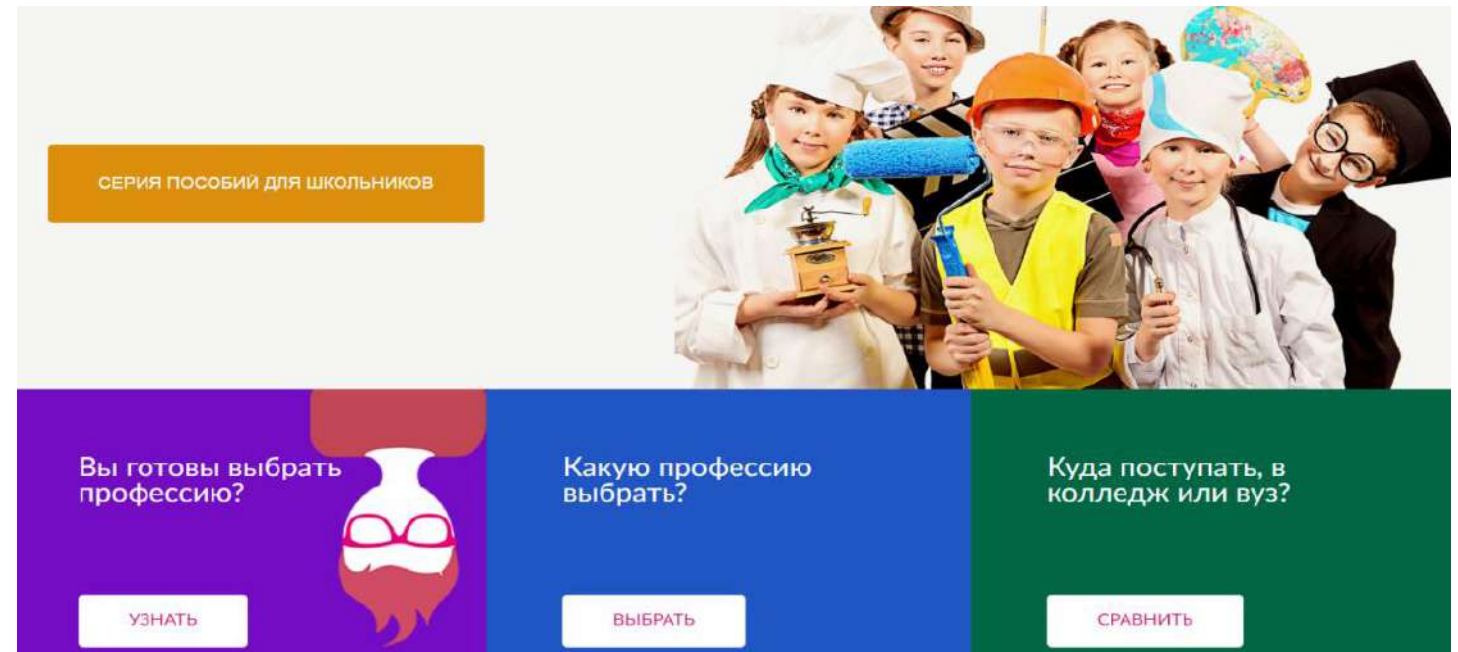 СЕРИЯ ПОСОБИЙ ДЛЯ ШКОЛЬНИКОВ
Вы готовы выбрать
профессию?
УЗНАТЬ
Какую профессию
выбрать?
ВЫБРАТЬ
Куда поступать, в
колледж или вуз?
СРАВНИТЬ